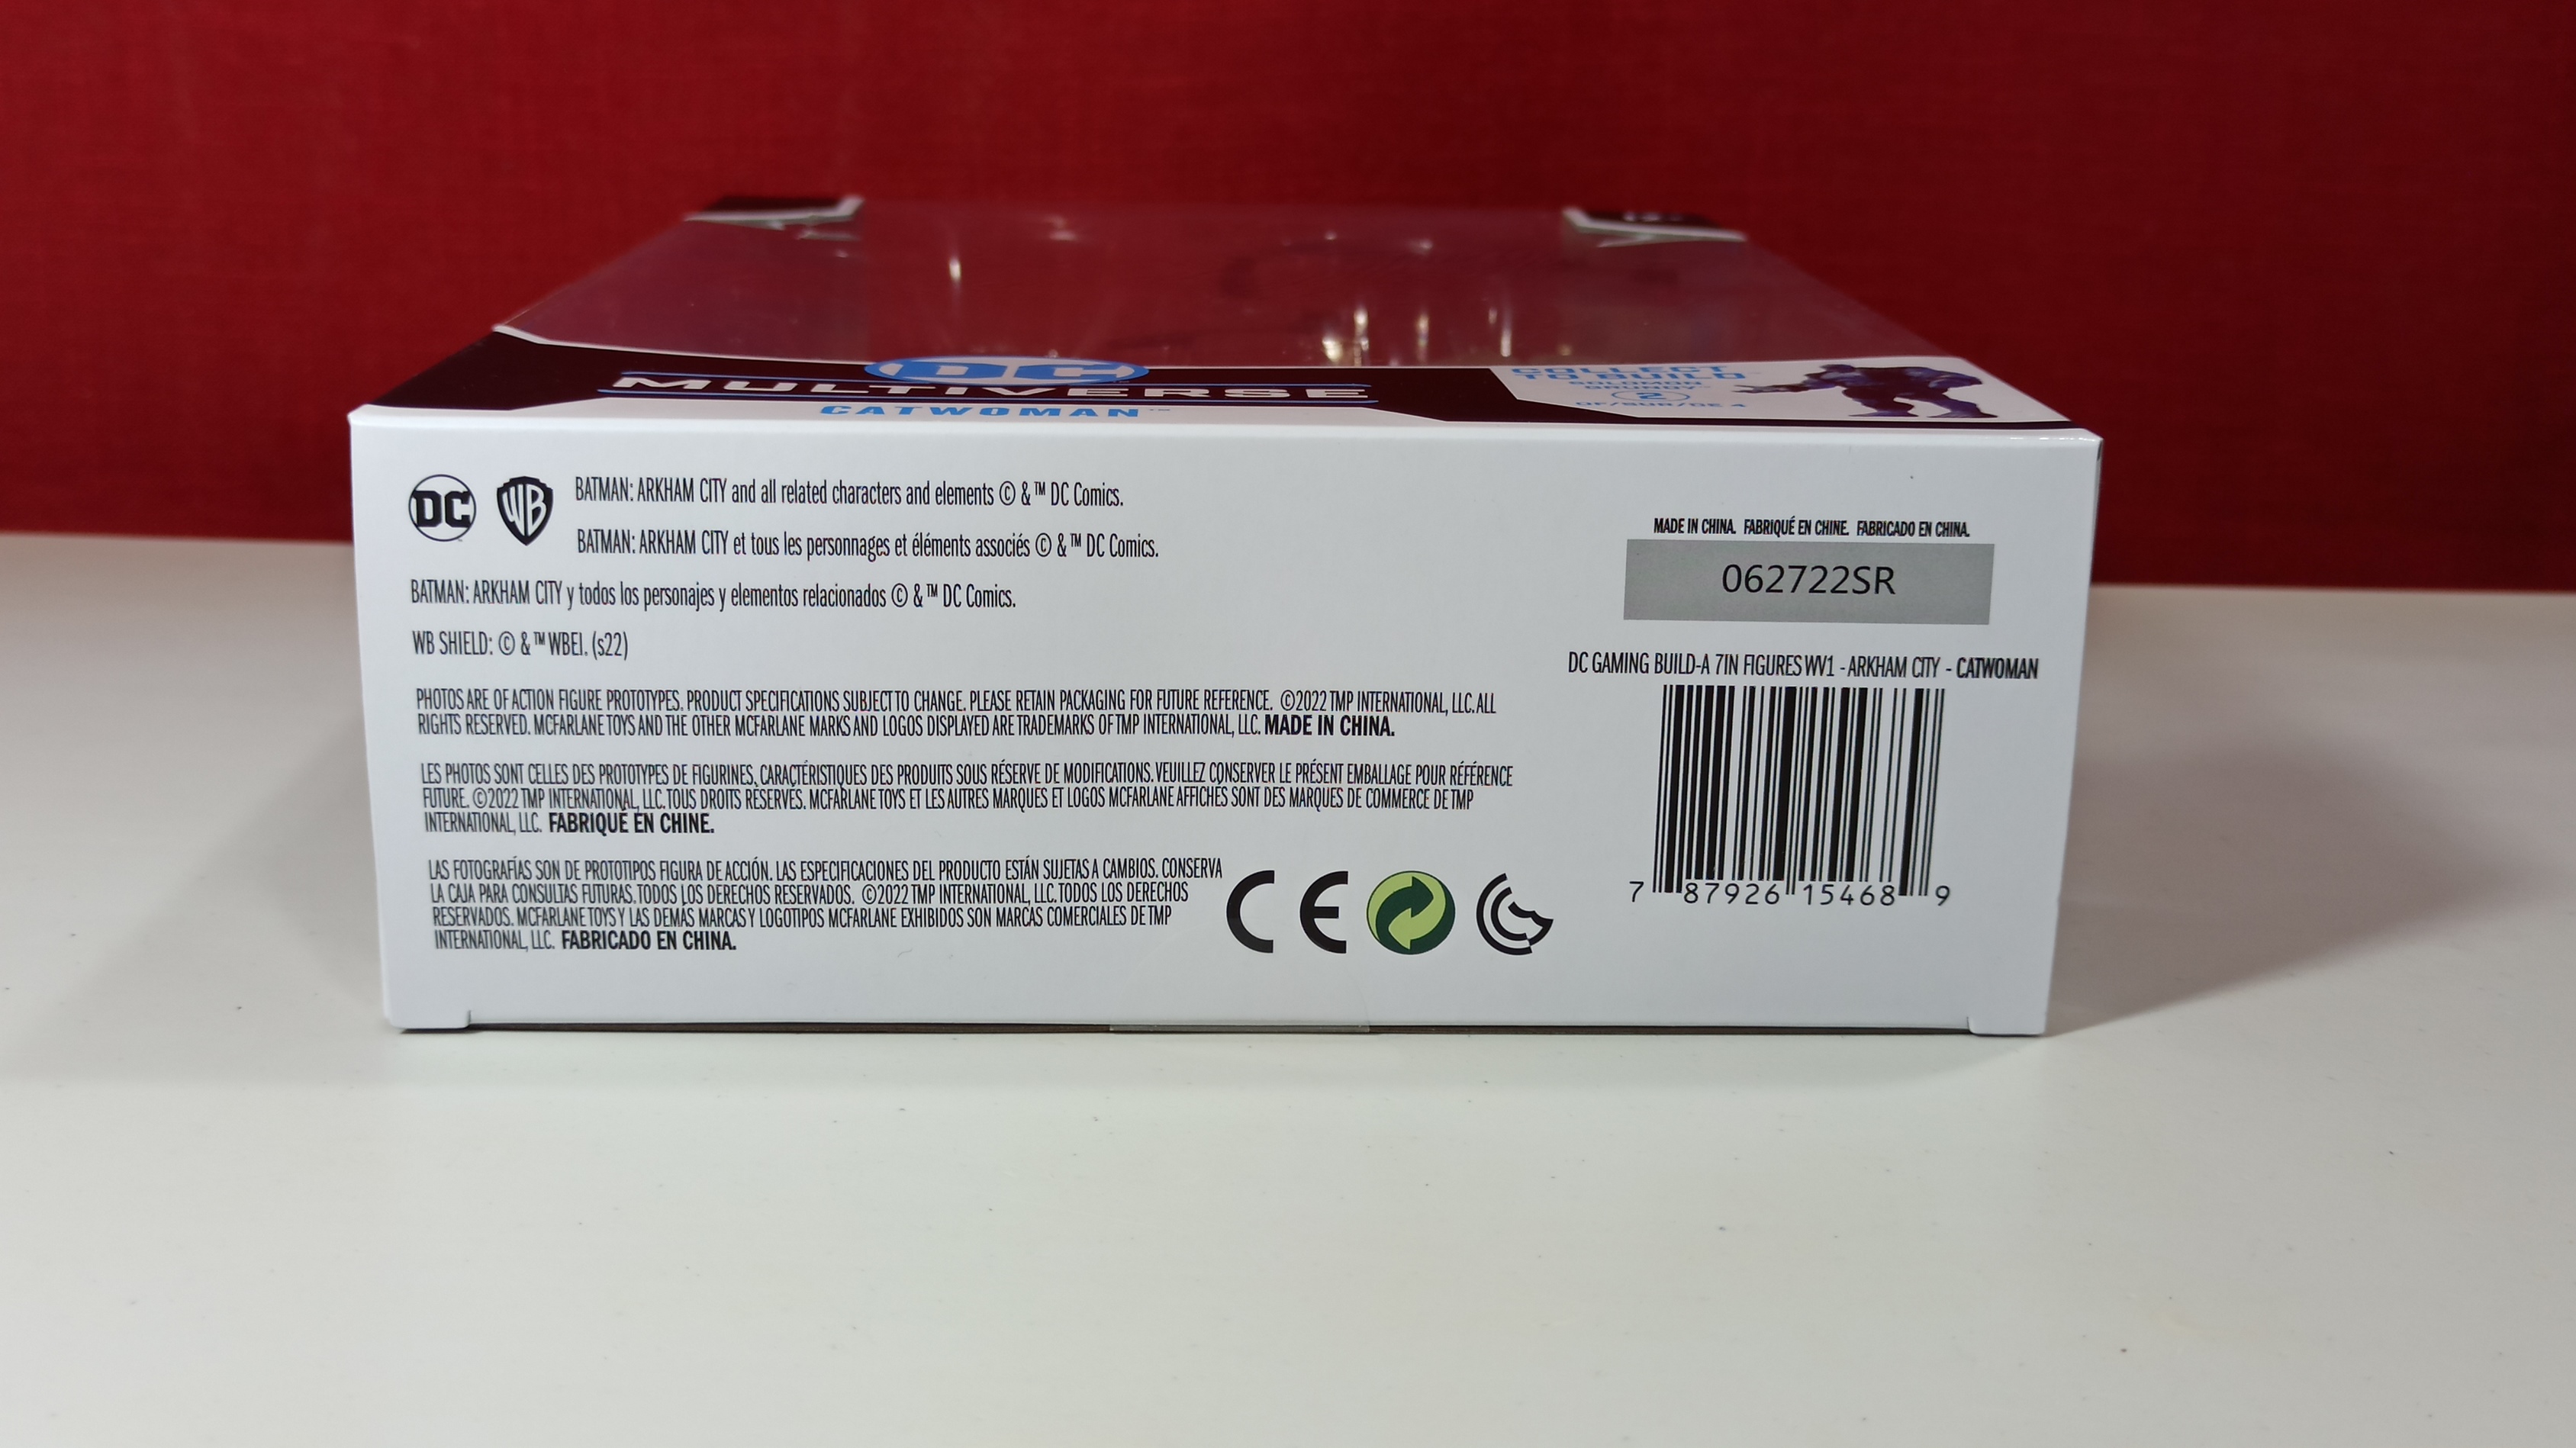 DC
MULTIVERSE
CATWOMAN™
COLLECT
TO BUILD
SOLOMON
GRUNDY
2
OF/SUR/DE 4
DC WB BATMAN: ARKHAM CITY and all related characters and elements © & ™ DC Comics.
BATMAN: ARKHAM CITY et tous les personnages et éléments associés © & ™ DC Comics.
BATMAN: ARKHAM CITY y todos los personajes y elementos relacionados © & ™ DC Comics.
WB SHIELD: © & ™ WBEI. (s22)
PHOTOS ARE OF ACTION FIGURE PROTOTYPES. PRODUCT SPECIFICATIONS SUBJECT TO CHANGE. PLEASE RETAIN PACKAGING FOR FUTURE REFERENCE. ©2022 TMP INTERNATIONAL, LLC. ALL
RIGHTS RESERVED. MCFARLANE TOYS AND THE OTHER MCFARLANE MARKS AND LOGOS DISPLAYED ARE TRADEMARKS OF TMP INTERNATIONAL, LLC. MADE IN CHINA.
LES PHOTOS SONT CELLES DES PROTOTYPES DE FIGURINES, CARACTÉRISTIQUES DES PRODUITS SOUS RÉSERVE DE MODIFICATIONS. VEUILLEZ CONSERVER LE PRÉSENT EMBALLAGE POUR RÉFÉRENCE
FUTURE. ©2022 TMP INTERNATIONAL, LLC. TOUS DROITS RÉSERVÉS. MCFARLANE TOYS ET LES AUTRES MARQUES ET LOGOS MCFARLANE AFFICHÉS SONT DES MARQUES DE COMMERCE DE TMP
INTERNATIONAL, LLC. FABRIQUÉ EN CHINE.
LAS FOTOGRAFÍAS SON DE PROTOTIPOS FIGURA DE ACCIÓN. LAS ESPECIFICACIONES DEL PRODUCTO ESTÁN SUJETAS A CAMBIOS. CONSERVA
LA CAJA PARA CONSULTAS FUTURAS. TODOS LOS DERECHOS RESERVADOS. ©2022 TMP INTERNATIONAL, LLC. TODOS LOS DERECHOS
RESERVADOS. MCFARLANE TOYS Y LAS DEMÁS MARCAS Y LOGOTIPOS MCFARLANE EXHIBIDOS SON MARCAS COMERCIALES DE TMP
INTERNATIONAL, LLC. FABRICADO EN CHINA.
CE
MADE IN CHINA. FABRIQUÉ EN CHINE. FABRICADO EN CHINA.
062722SR
DC GAMING BUILD-A 7IN FIGURES WV1 - ARKHAM CITY - CATWOMAN
7 87926 15468 9